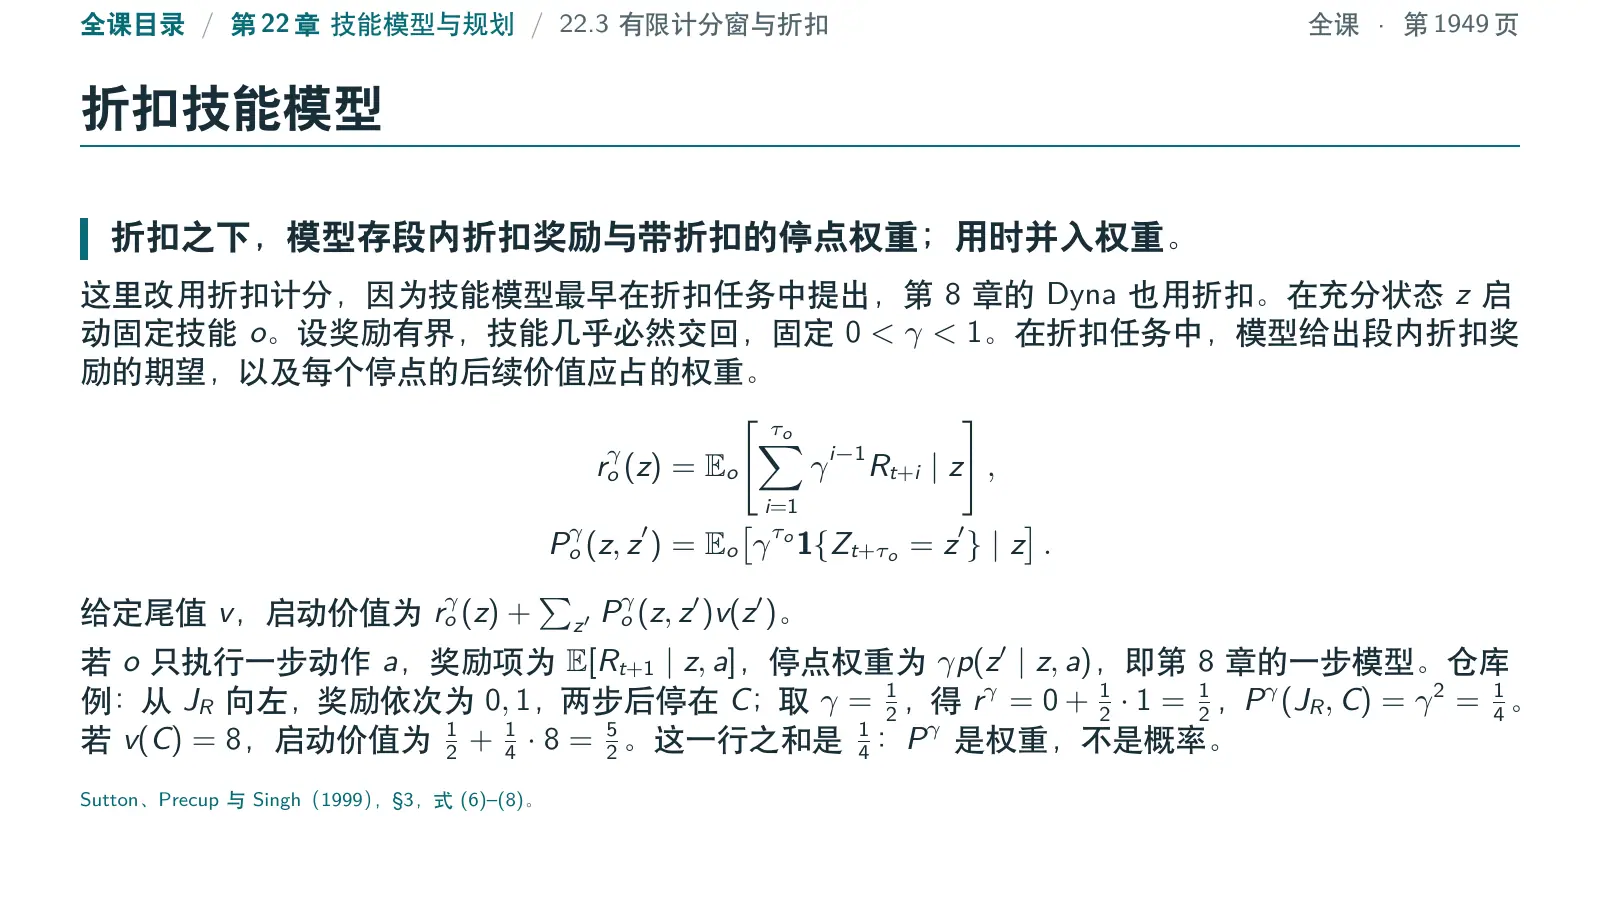 全课目录 / 第 22 章 技能模型与规划 / 22.3 有限计分窗与折扣
全课 · 第 1949 页
折扣技能模型
折扣之下，模型存段内折扣奖励与带折扣的停点权重；用时并入权重。
这里改用折扣计分，因为技能模型最早在折扣任务中提出，第 8 章的 Dyna 也用折扣。在充分状态 z 启
动固定技能 o。设奖励有界，技能几乎必然交回，固定 0 < γ < 1。在折扣任务中，模型给出段内折扣奖
励的期望，以及每个停点的后续价值应占的权重。
r_o^γ(z) = 𝔼_o[∑_{i=1}^{τ_o} γ^{i−1} R_{t+i} | z],
P_o^γ(z, z′) = 𝔼_o[γ^{τ_o} 𝟏{Z_{t+τ_o} = z′} | z].
给定尾值 v，启动价值为 r_o^γ(z) + ∑_{z′} P_o^γ(z, z′)v(z′)。
若 o 只执行一步动作 a，奖励项为 𝔼[R_{t+1} | z, a]，停点权重为 γp(z′ | z, a)，即第 8 章的一步模型。仓库
例：从 J_R 向左，奖励依次为 0, 1，两步后停在 C；取 γ = 1/2，得 r^γ = 0 + 1/2 · 1 = 1/2，P^γ(J_R, C) = γ^2 = 1/4。
若 v(C) = 8，启动价值为 1/2 + 1/4 · 8 = 5/2。这一行之和是 1/4：P^γ 是权重，不是概率。
Sutton、Precup 与 Singh（1999），§3，式 (6)–(8)。